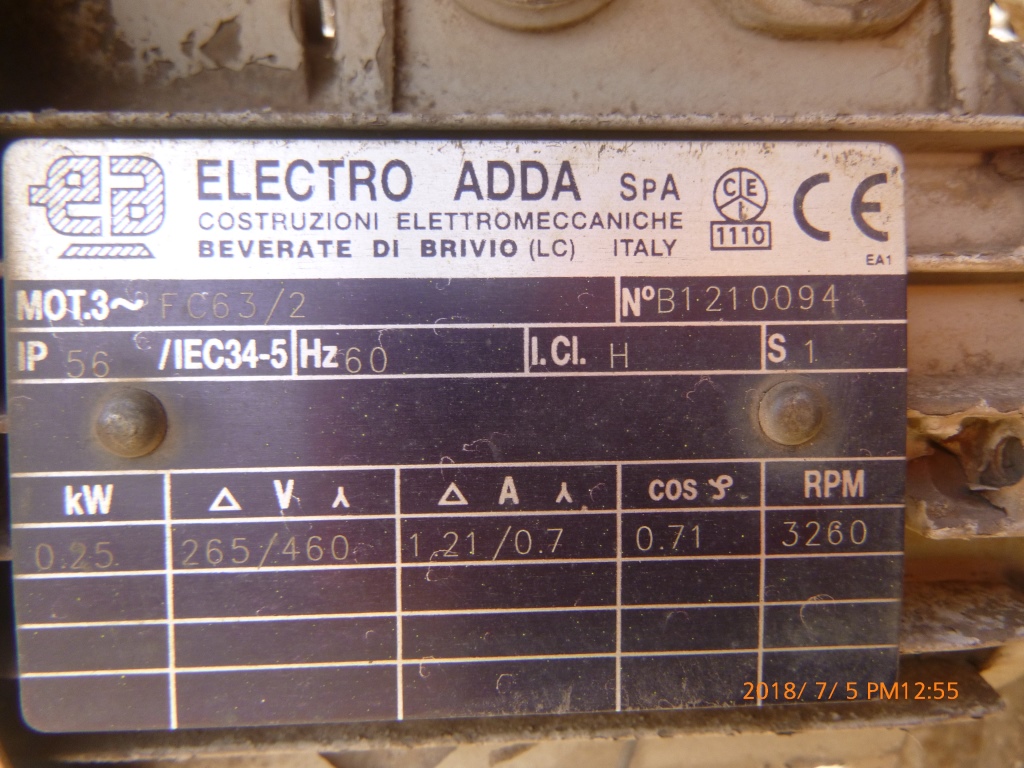 ELECTRO ADDA SpA
COSTRUZIONI ELETTROMECCANICHE
BEVERATE DI BRIVIO (LC) ITALY
CEI
1110
CE
EA1
MOT.3~ FC63/2 NºB1210094
IP 56 /IEC34-5 Hz 60 I.Cl. H S 1
kW Δ V ⅄ Δ A ⅄ cos φ RPM
0.25 265/460 1.21/0.7 0.71 3260
2018/ 7/ 5 PM12:55